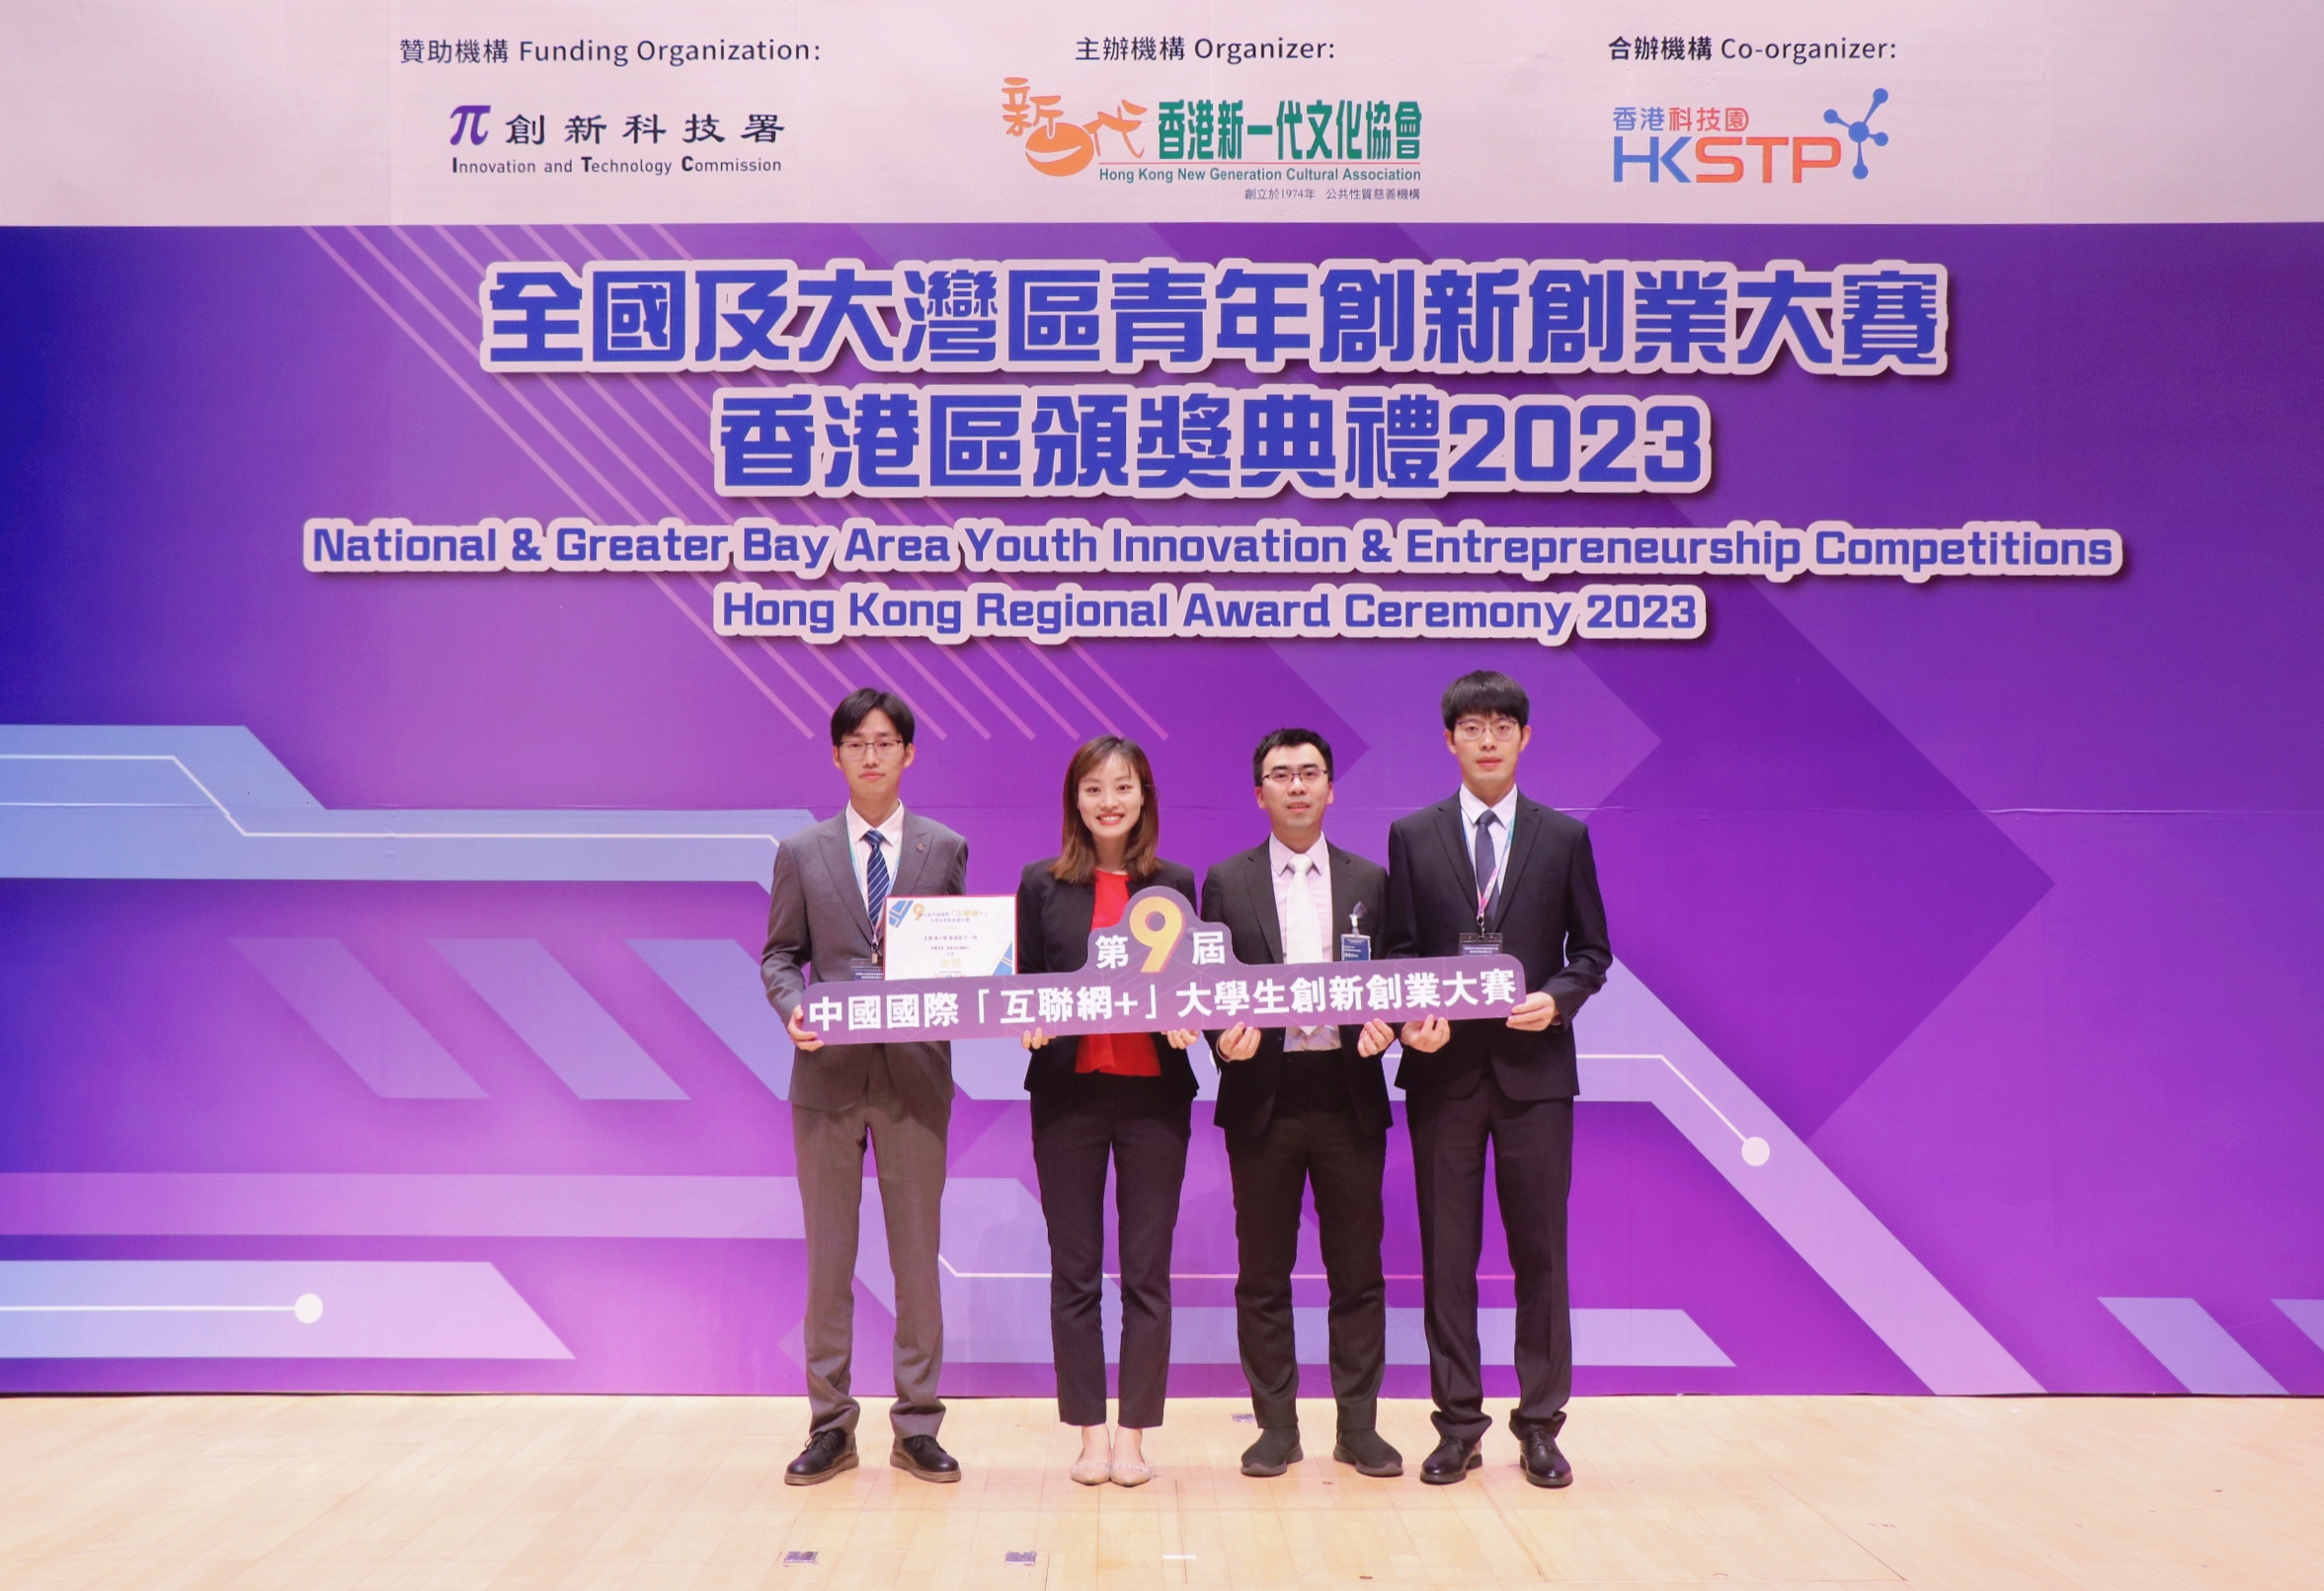 贊助機構 Funding Organization:
主辦機構 Organizer:
合辦機構 Co-organizer:
創新科技署
Innovation and Technology Commission
新一代 香港新一代文化協會
Hong Kong New Generation Cultural Association
創立於1974年 公共性質慈善機構
香港科技園
HKSTP
全國及大灣區青年創新創業大賽
香港區頒獎典禮2023
National & Greater Bay Area Youth Innovation & Entrepreneurship Competitions
Hong Kong Regional Award Ceremony 2023
「互聯網+」
金獎
第9屆
中國國際「互聯網+」大學生創新創業大賽